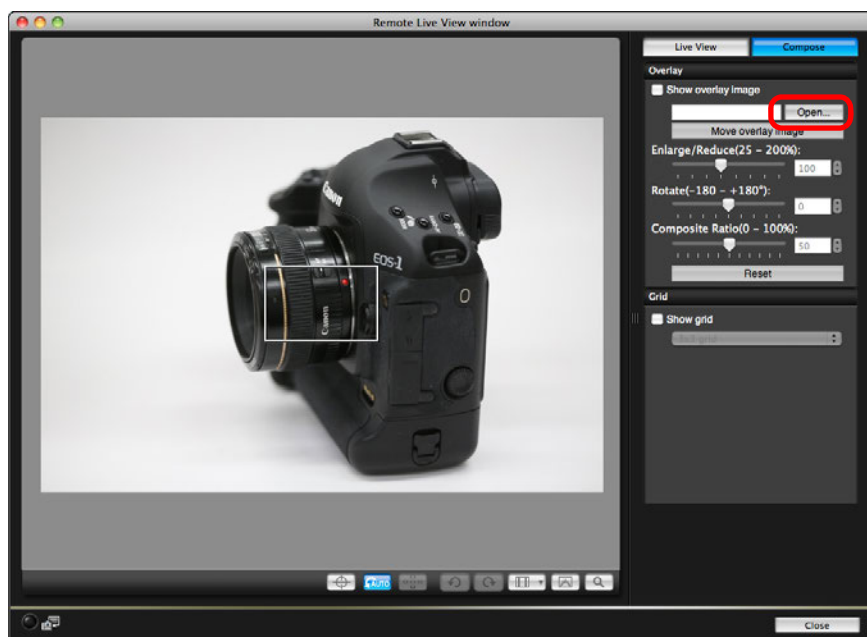 Remote Live View window
Live View
Compose
Overlay
Show overlay image
Open...
Move overlay image
Enlarge/Reduce(25 - 200%):
100
Rotate(-180 - +180°):
0
Composite Ratio(0 - 100%):
50
Reset
Grid
Show grid
Canon
EOS-1
Canon
AUTO
Close